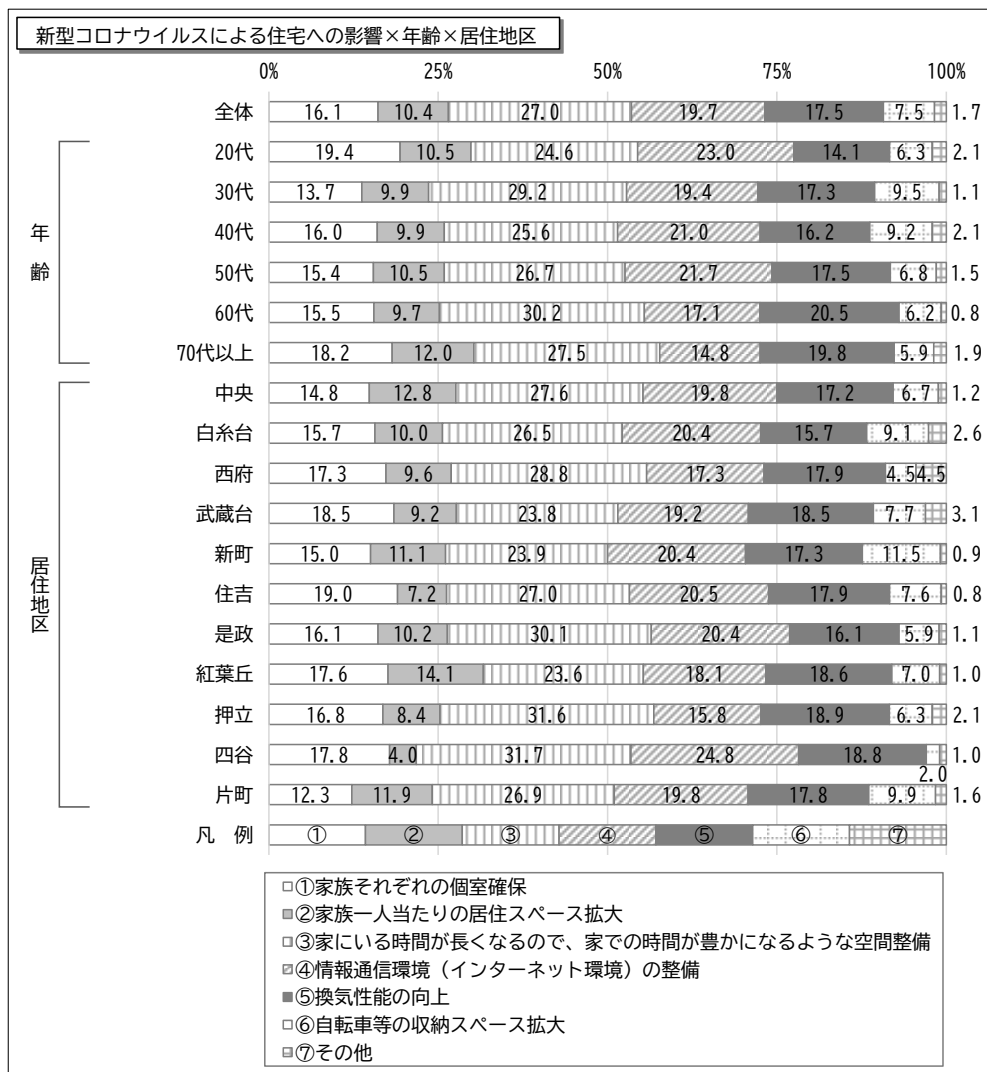 新型コロナウイルスによる住宅への影響×年齢×居住地区
0% 25% 50% 75% 100%
全体 16.1 10.4 27.0 19.7 17.5 7.5 1.7
年齢
20代 19.4 10.5 24.6 23.0 14.1 6.3 2.1
30代 13.7 9.9 29.2 19.4 17.3 9.5 1.1
40代 16.0 9.9 25.6 21.0 16.2 9.2 2.1
50代 15.4 10.5 26.7 21.7 17.5 6.8 1.5
60代 15.5 9.7 30.2 17.1 20.5 6.2 0.8
70代以上 18.2 12.0 27.5 14.8 19.8 5.9 1.9
居住地区
中央 14.8 12.8 27.6 19.8 17.2 6.7 1.2
白糸台 15.7 10.0 26.5 20.4 15.7 9.1 2.6
西府 17.3 9.6 28.8 17.3 17.9 4.5 4.5
武蔵台 18.5 9.2 23.8 19.2 18.5 7.7 3.1
新町 15.0 11.1 23.9 20.4 17.3 11.5 0.9
住吉 19.0 7.2 27.0 20.5 17.9 7.6 0.8
是政 16.1 10.2 30.1 20.4 16.1 5.9 1.1
紅葉丘 17.6 14.1 23.6 18.1 18.6 7.0 1.0
押立 16.8 8.4 31.6 15.8 18.9 6.3 2.1
四谷 17.8 4.0 31.7 24.8 18.8 2.0 1.0
片町 12.3 11.9 26.9 19.8 17.8 9.9 1.6
凡 例 ① ② ③ ④ ⑤ ⑥ ⑦
①家族それぞれの個室確保
②家族一人当たりの居住スペース拡大
③家にいる時間が長くなるので、家での時間が豊かになるような空間整備
④情報通信環境（インターネット環境）の整備
⑤換気性能の向上
⑥自転車等の収納スペース拡大
⑦その他